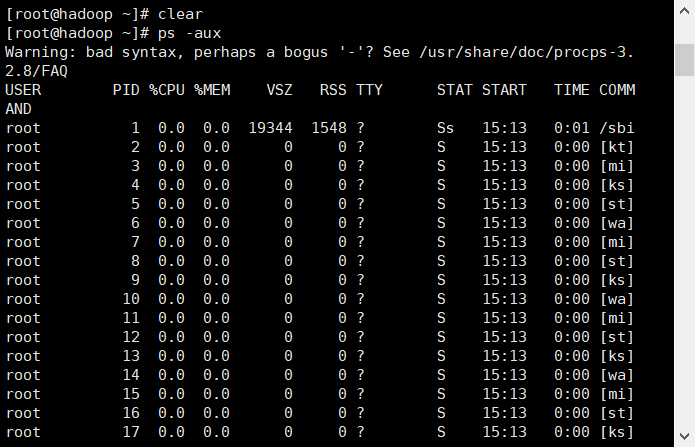 [root@hadoop ~]# clear
[root@hadoop ~]# ps -aux
Warning: bad syntax, perhaps a bogus '-'? See /usr/share/doc/procps-3.
2.8/FAQ
USER        PID %CPU %MEM    VSZ   RSS TTY      STAT START   TIME COMM
AND
root          1  0.0  0.0  19344  1548 ?        Ss   15:13   0:01 /sbi
root          2  0.0  0.0      0     0 ?        S    15:13   0:00 [kt]
root          3  0.0  0.0      0     0 ?        S    15:13   0:00 [mi]
root          4  0.0  0.0      0     0 ?        S    15:13   0:00 [ks]
root          5  0.0  0.0      0     0 ?        S    15:13   0:00 [st]
root          6  0.0  0.0      0     0 ?        S    15:13   0:00 [wa]
root          7  0.0  0.0      0     0 ?        S    15:13   0:00 [mi]
root          8  0.0  0.0      0     0 ?        S    15:13   0:00 [st]
root          9  0.0  0.0      0     0 ?        S    15:13   0:00 [ks]
root         10  0.0  0.0      0     0 ?        S    15:13   0:00 [wa]
root         11  0.0  0.0      0     0 ?        S    15:13   0:00 [mi]
root         12  0.0  0.0      0     0 ?        S    15:13   0:00 [st]
root         13  0.0  0.0      0     0 ?        S    15:13   0:00 [ks]
root         14  0.0  0.0      0     0 ?        S    15:13   0:00 [wa]
root         15  0.0  0.0      0     0 ?        S    15:13   0:00 [mi]
root         16  0.0  0.0      0     0 ?        S    15:13   0:00 [st]
root         17  0.0  0.0      0     0 ?        S    15:13   0:00 [ks]